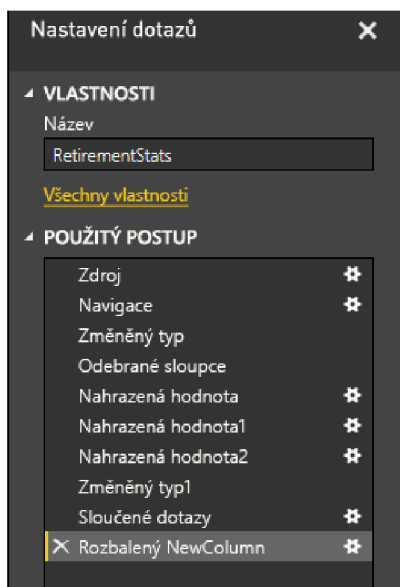 Nastavení dotazů
VLASTNOSTI
Název
RetirementStats
Všechny vlastnosti
POUŽITÝ POSTUP
Zdroj
Navigace
Změněný typ
Odebrané sloupce
Nahrazená hodnota
Nahrazená hodnota1
Nahrazená hodnota2
Změněný typ1
Sloučené dotazy
Rozbalený NewColumn